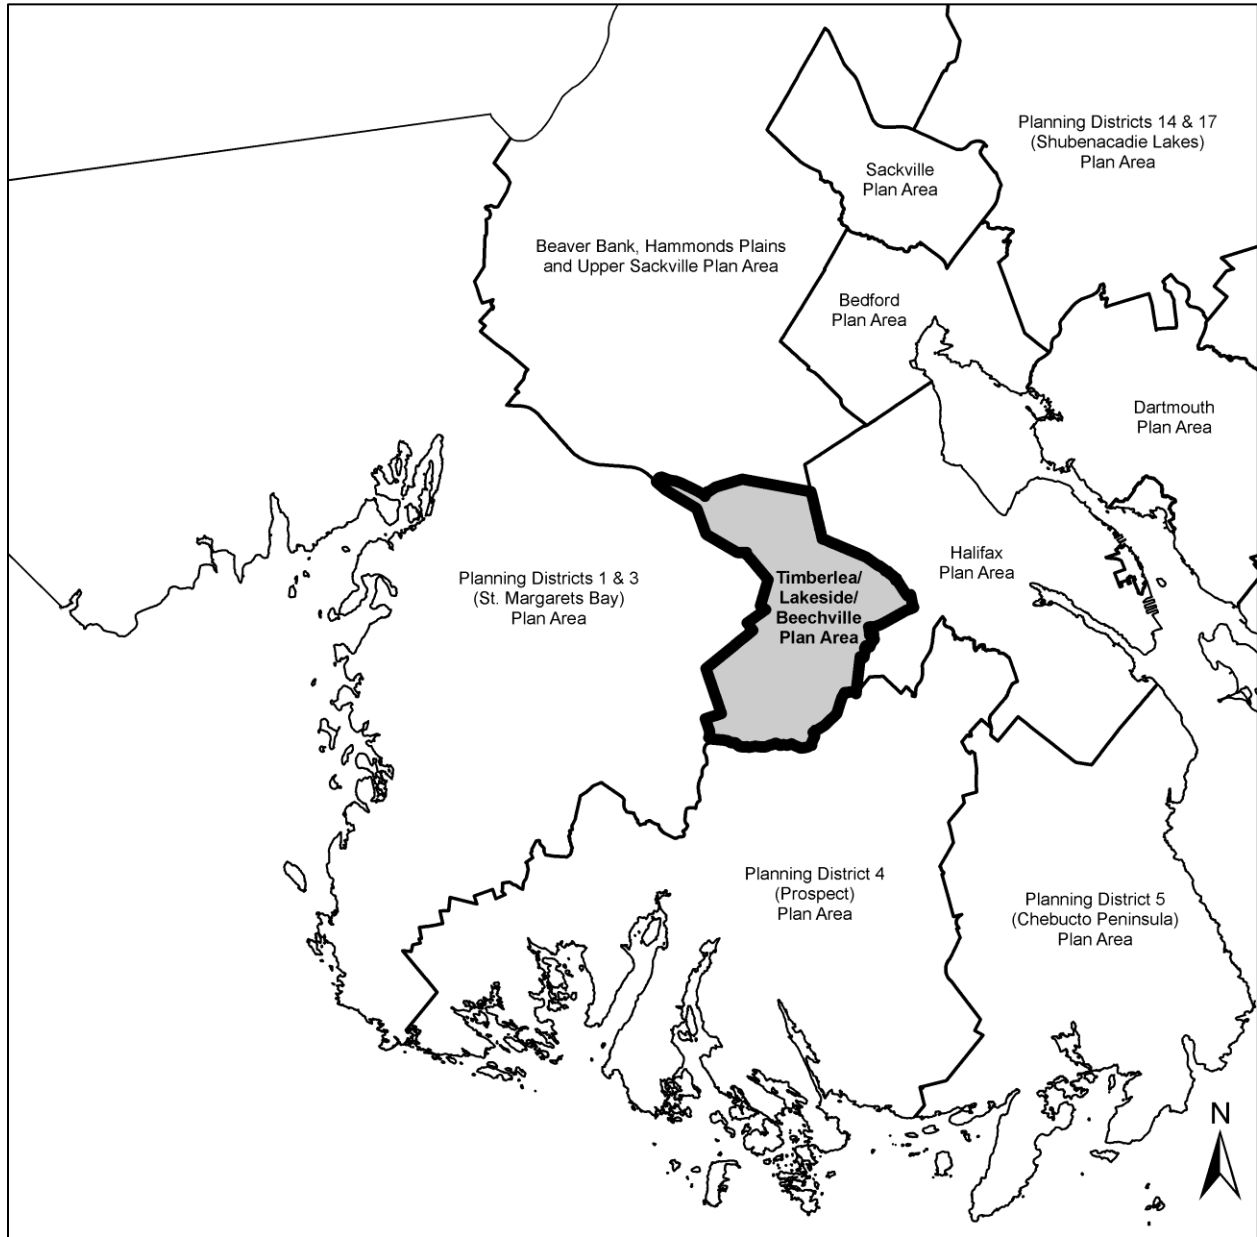 Planning Districts 14 & 17
(Shubenacadie Lakes)
Plan Area
Sackville
Plan Area
Beaver Bank, Hammonds Plains
and Upper Sackville Plan Area
Bedford
Plan Area
Dartmouth
Plan Area
Halifax
Plan Area
Planning Districts 1 & 3
(St. Margarets Bay)
Plan Area
Timberlea/
Lakeside/
Beechville
Plan Area
Planning District 4
(Prospect)
Plan Area
Planning District 5
(Chebucto Peninsula)
Plan Area
N